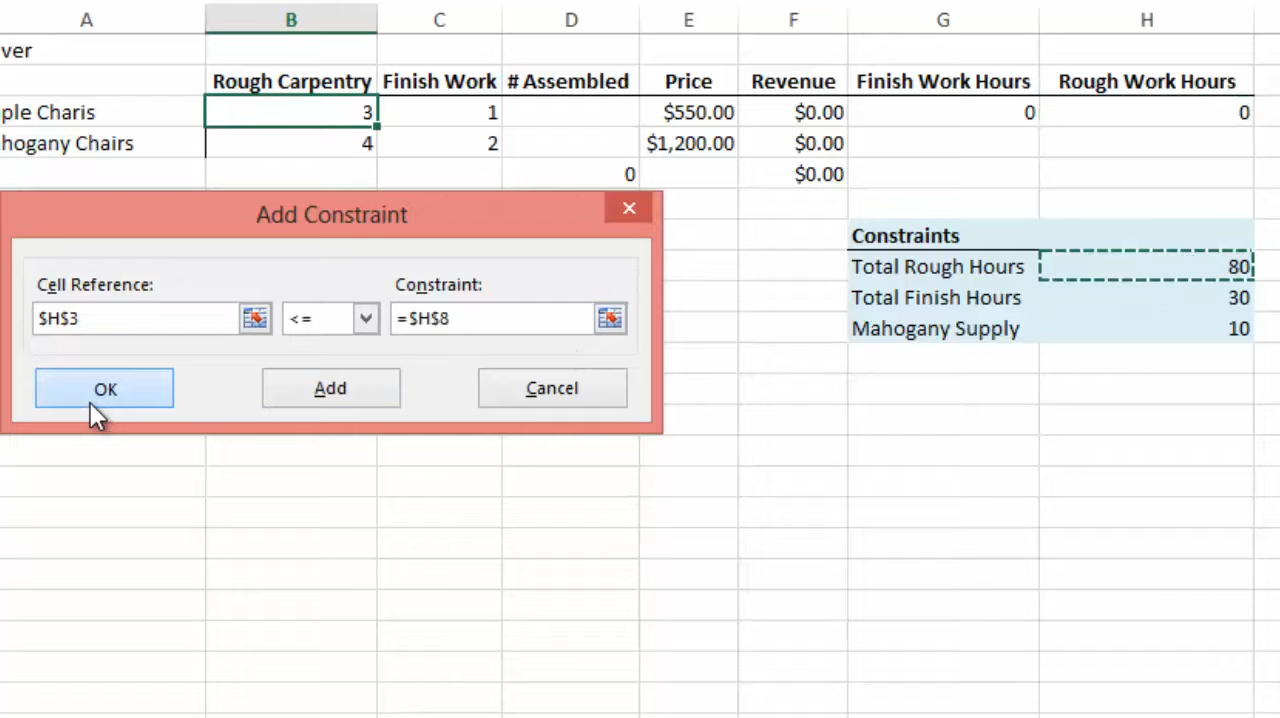 A B C D E F G H
ver
Rough Carpentry Finish Work # Assembled Price Revenue Finish Work Hours Rough Work Hours
ple Charis 3 1 $550.00 $0.00 0 0
hogany Chairs 4 2 $1,200.00 $0.00
0 $0.00
Add Constraint
Constraints
Cell Reference: Constraint:
Total Rough Hours 80
$H$3 <= =$H$8
Total Finish Hours 30
Mahogany Supply 10
OK Add Cancel